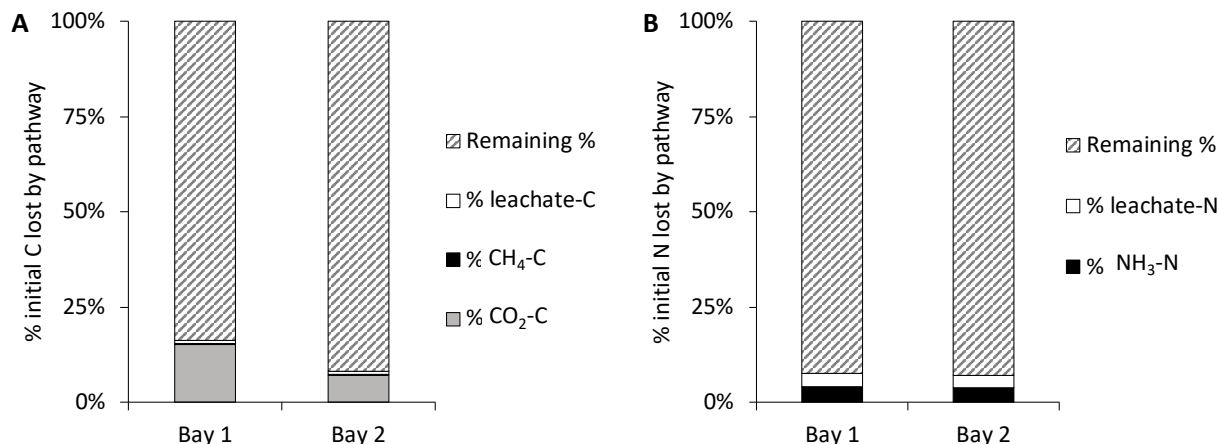 A
% initial C lost by pathway
100%
75%
50%
25%
0%
Bay 1
Bay 2
Remaining %
% leachate-C
% CH₄-C
% CO₂-C
B
% initial N lost by pathway
100%
75%
50%
25%
0%
Bay 1
Bay 2
Remaining %
% leachate-N
% NH₃-N